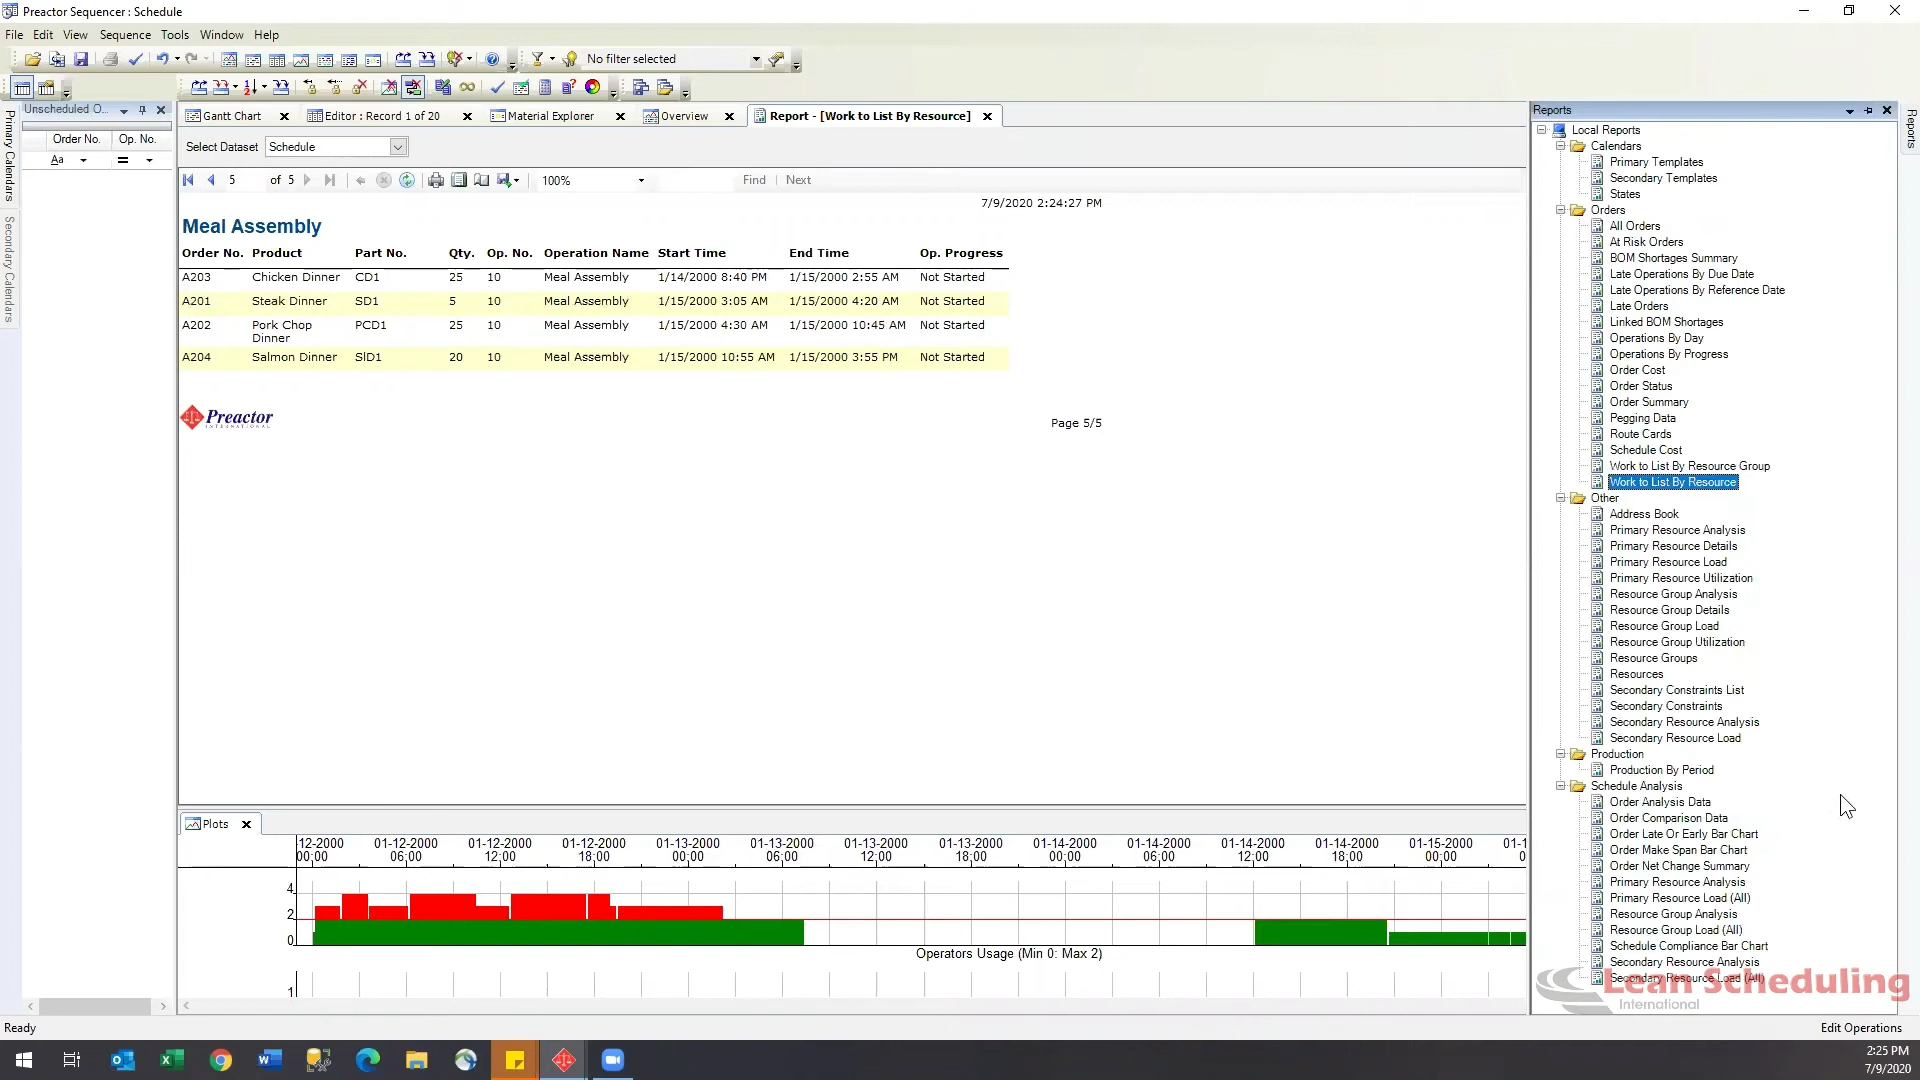 Preactor Sequencer : Schedule
File Edit View Sequence Tools Window Help
No filter selected
Primary Calendars
Secondary Calendars
Unscheduled O...
Order No. Op. No.
Aa =
Gantt Chart Editor : Record 1 of 20 Material Explorer Overview Report - [Work to List By Resource]
Select Dataset Schedule
5 of 5 100% Find Next
7/9/2020 2:24:27 PM
Meal Assembly
Order No. Product Part No. Qty. Op. No. Operation Name Start Time End Time Op. Progress
A203 Chicken Dinner CD1 25 10 Meal Assembly 1/14/2000 8:40 PM 1/15/2000 2:55 AM Not Started
A201 Steak Dinner SD1 5 10 Meal Assembly 1/15/2000 3:05 AM 1/15/2000 4:20 AM Not Started
A202 Pork Chop Dinner PCD1 25 10 Meal Assembly 1/15/2000 4:30 AM 1/15/2000 10:45 AM Not Started
A204 Salmon Dinner SlD1 20 10 Meal Assembly 1/15/2000 10:55 AM 1/15/2000 3:55 PM Not Started
Preactor
INTERNATIONAL
Page 5/5
Plots
12-2000 01-12-2000 01-12-2000 01-12-2000 01-13-2000 01-13-2000 01-13-2000 01-13-2000 01-14-2000 01-14-2000 01-14-2000 01-14-2000 01-15-2000 01-1
00:00 06:00 12:00 18:00 00:00 06:00 12:00 18:00 00:00 06:00 12:00 18:00 00:00 0
4
2
0
Operators Usage (Min 0: Max 2)
1
Reports
Reports
Local Reports
Calendars
Primary Templates
Secondary Templates
States
Orders
All Orders
At Risk Orders
BOM Shortages Summary
Late Operations By Due Date
Late Operations By Reference Date
Late Orders
Linked BOM Shortages
Operations By Day
Operations By Progress
Order Cost
Order Status
Order Summary
Pegging Data
Route Cards
Schedule Cost
Work to List By Resource Group
Work to List By Resource
Other
Address Book
Primary Resource Analysis
Primary Resource Details
Primary Resource Load
Primary Resource Utilization
Resource Group Analysis
Resource Group Details
Resource Group Load
Resource Group Utilization
Resource Groups
Resources
Secondary Constraints List
Secondary Constraints
Secondary Resource Analysis
Secondary Resource Load
Production
Production By Period
Schedule Analysis
Order Analysis Data
Order Comparison Data
Order Late Or Early Bar Chart
Order Make Span Bar Chart
Order Net Change Summary
Primary Resource Analysis
Primary Resource Load (All)
Resource Group Analysis
Resource Group Load (All)
Schedule Compliance Bar Chart
Secondary Resource Analysis
Secondary Resource Load (All)
Lean Scheduling
International
Ready Edit Operations
2:25 PM
7/9/2020